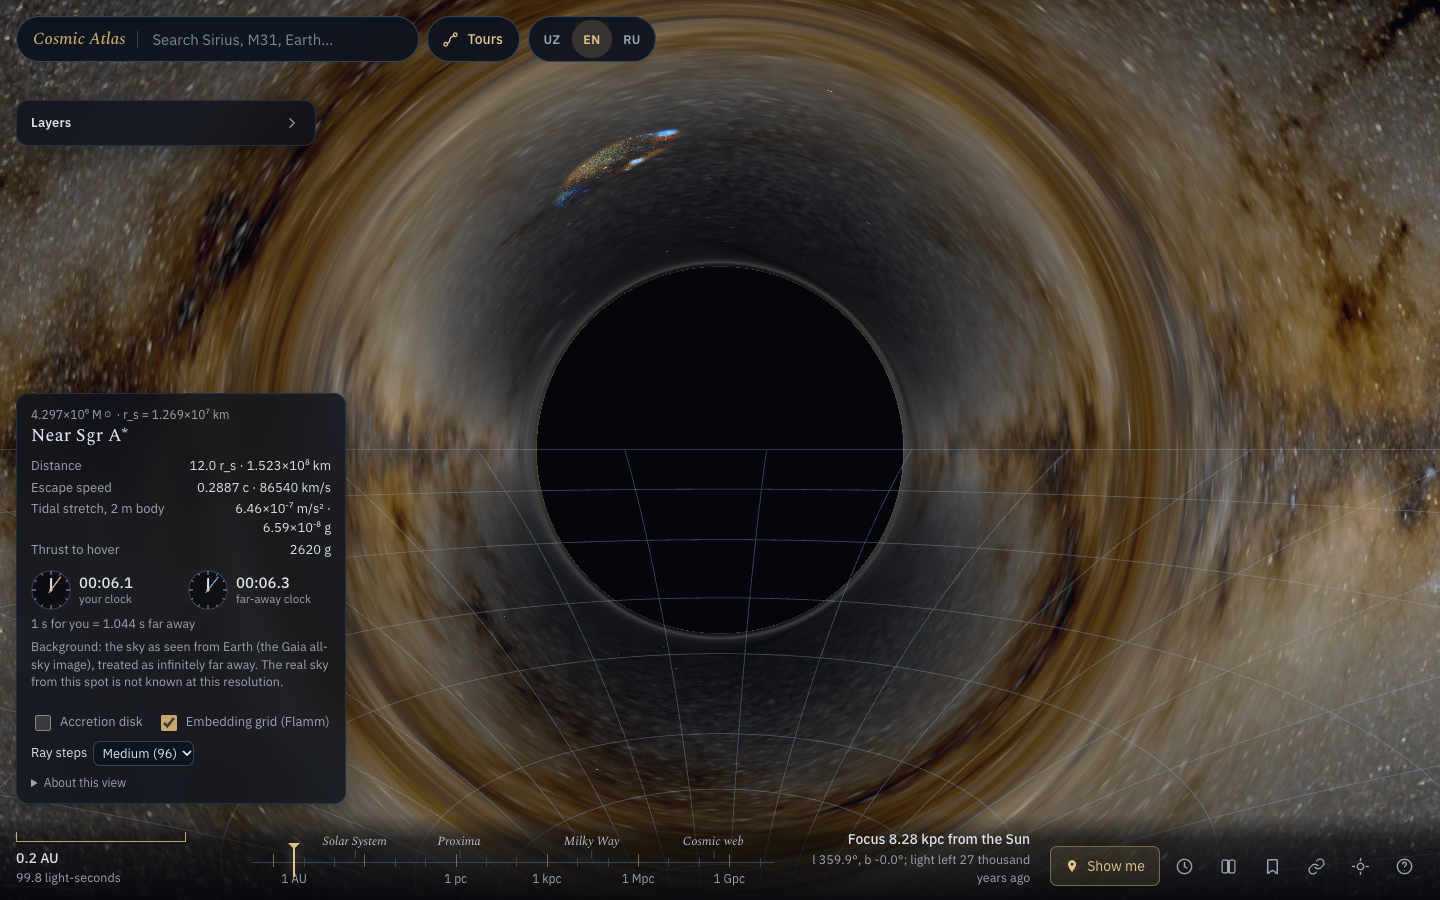 Cosmic Atlas
Search Sirius, M31, Earth...
Tours
UZ EN RU
Layers
4.297×10⁶ M☉ · r_s = 1.269×10⁷ km
Near Sgr A*
Distance 12.0 r_s · 1.523×10⁸ km
Escape speed 0.2887 c · 86540 km/s
Tidal stretch, 2 m body 6.46×10⁻⁷ m/s² ·
6.59×10⁻⁸ g
Thrust to hover 2620 g
00:06.1 00:06.3
your clock far-away clock
1 s for you = 1.044 s far away
Background: the sky as seen from Earth (the Gaia all-
sky image), treated as infinitely far away. The real sky
from this spot is not known at this resolution.
Accretion disk Embedding grid (Flamm)
Ray steps Medium (96)
About this view
0.2 AU
99.8 light-seconds
Solar System Proxima Milky Way Cosmic web
1 AU 1 pc 1 kpc 1 Mpc 1 Gpc
Focus 8.28 kpc from the Sun
l 359.9°, b -0.0°; light left 27 thousand
years ago
Show me